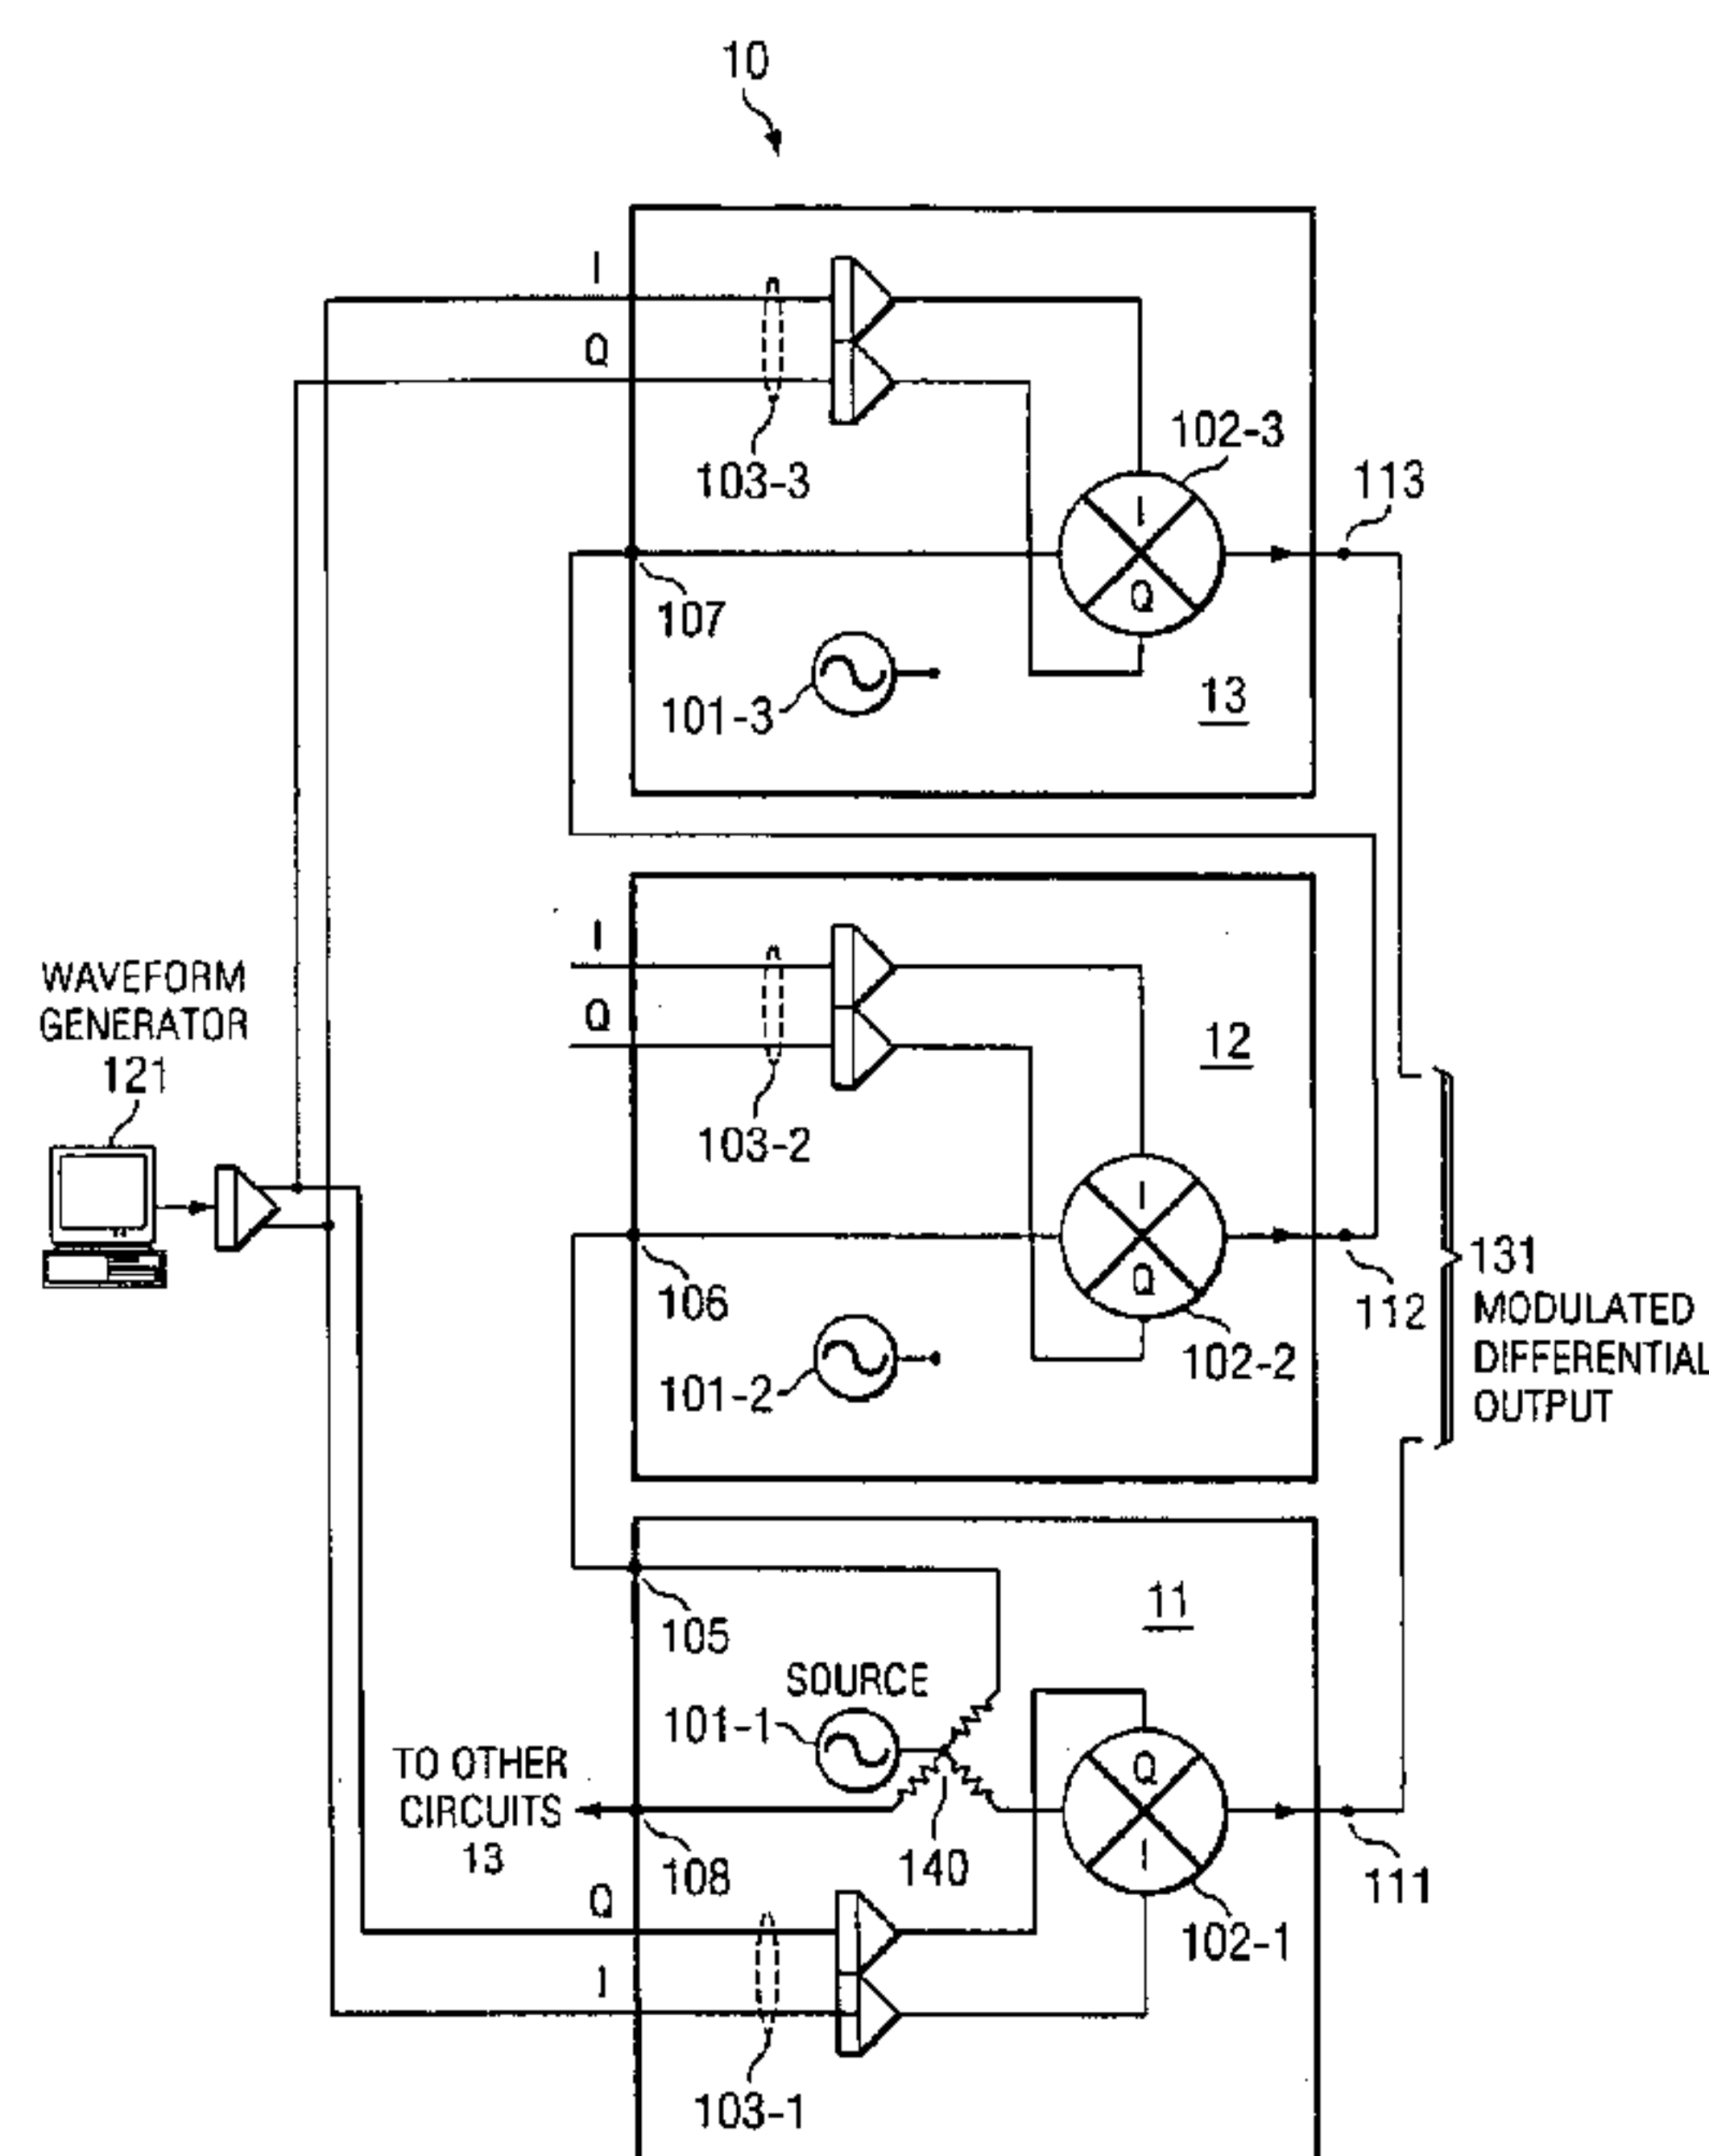 10
I
Q
103-3
102-3
113
I
Q
107
101-3
13
I
Q
103-2
12
WAVEFORM
GENERATOR
121
I
Q
106
101-2
102-2
112
131
MODULATED
DIFFERENTIAL
OUTPUT
105
11
SOURCE
101-1
Q
I
TO OTHER
CIRCUITS
13
108
140
102-1
111
Q
I
103-1